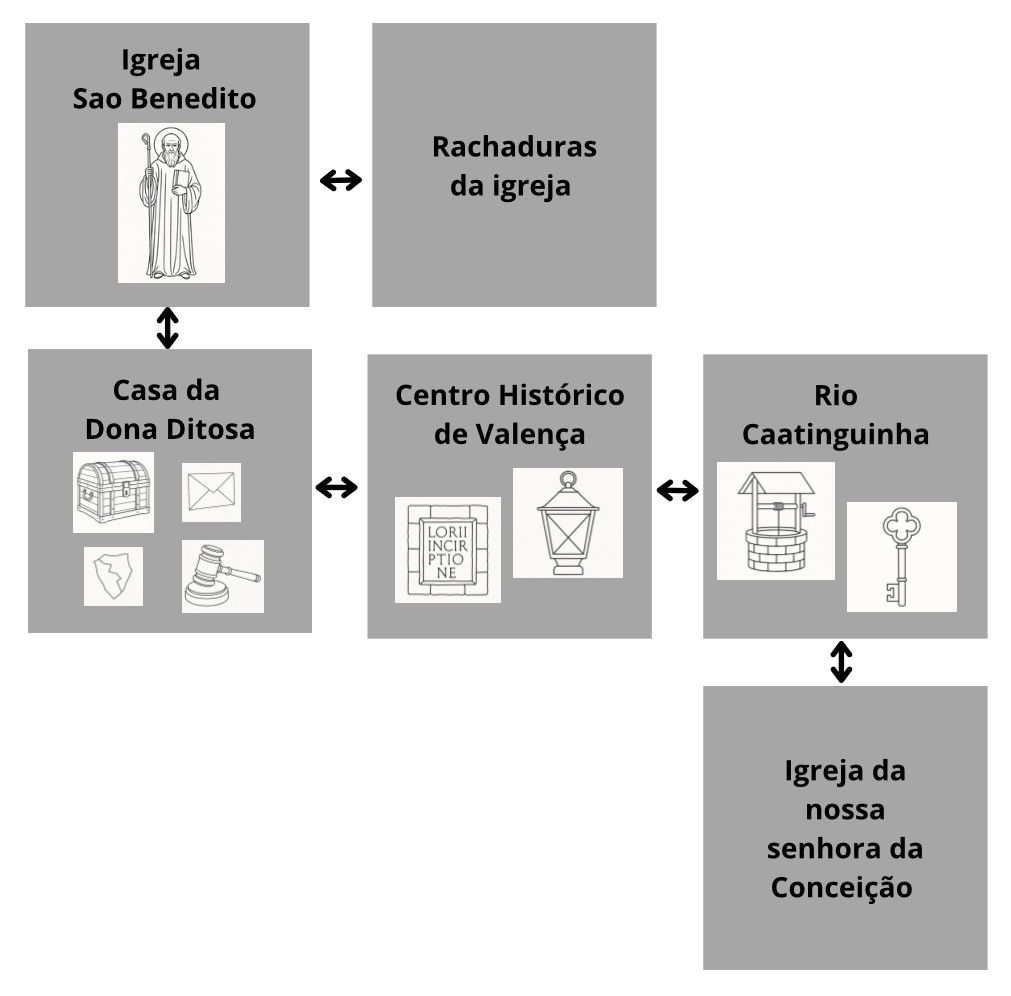 Igreja
Sao Benedito
Rachaduras
da igreja
Casa da
Dona Ditosa
Centro Histórico
de Valença
LORII
INCIR
PTIO
NE
Rio
Caatinguinha
Igreja da
nossa
senhora da
Conceição